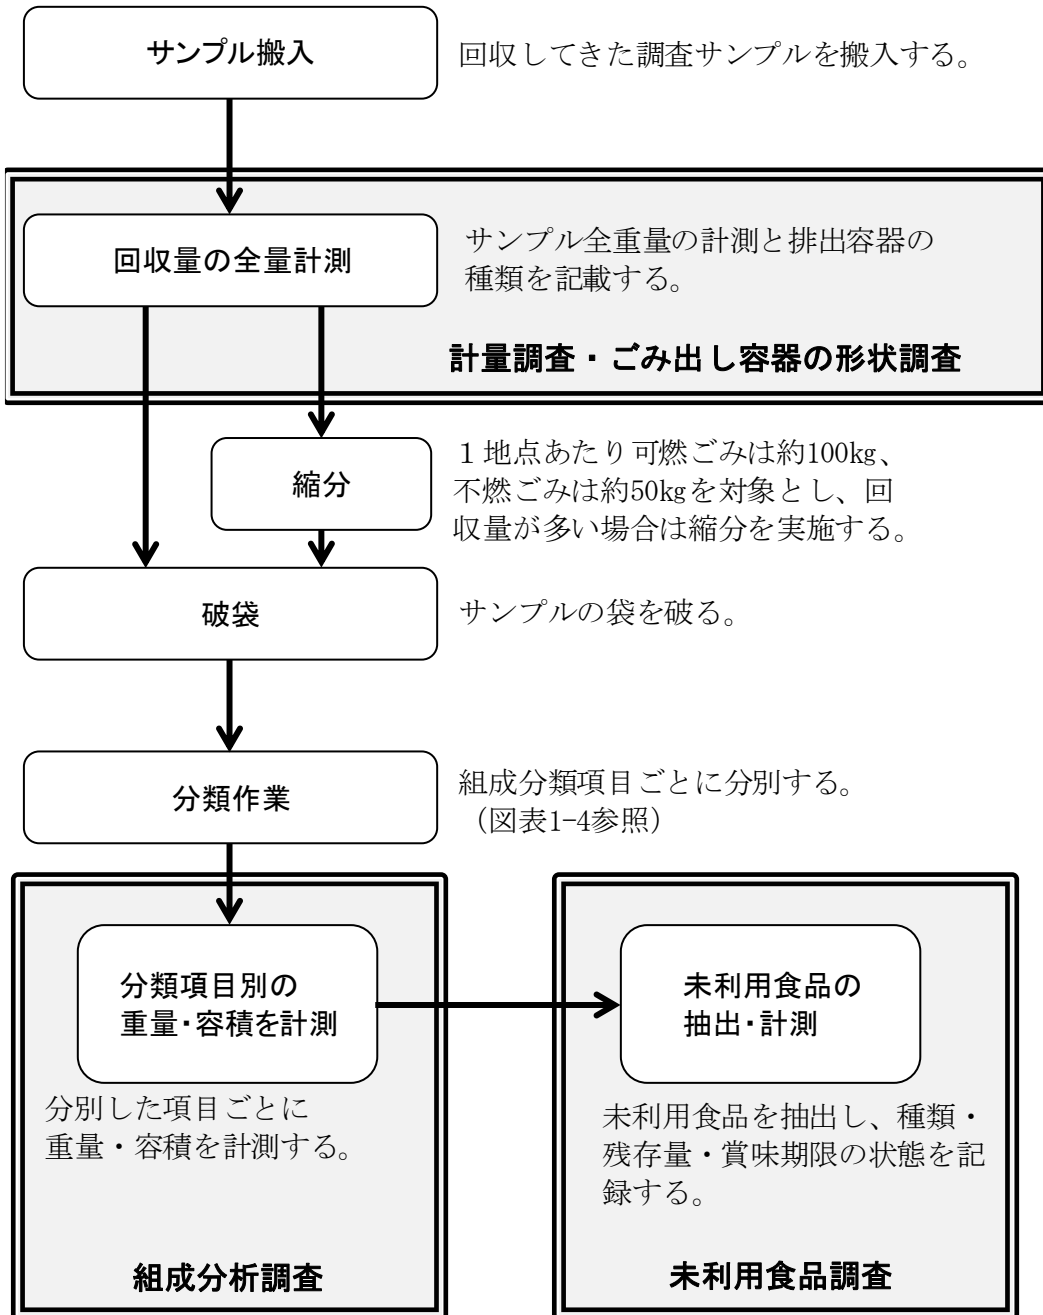 サンプル搬入
回収してきた調査サンプルを搬入する。
回収量の全量計測
サンプル全重量の計測と排出容器の
種類を記載する。
計量調査・ごみ出し容器の形状調査
縮分
１地点あたり可燃ごみは約100㎏、
不燃ごみは約50㎏を対象とし、回
収量が多い場合は縮分を実施する。
破袋
サンプルの袋を破る。
分類作業
組成分類項目ごとに分別する。
（図表1-4参照）
分類項目別の
重量・容積を計測
分別した項目ごとに
重量・容積を計測する。
組成分析調査
未利用食品の
抽出・計測
未利用食品を抽出し、種類・
残存量・賞味期限の状態を記
録する。
未利用食品調査